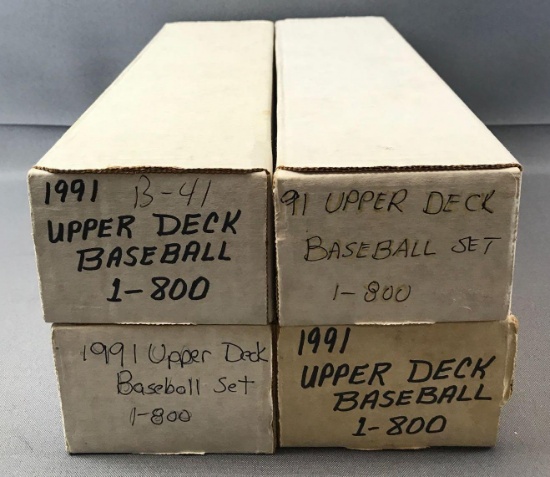 1991 B-41
UPPER DECK
BASEBALL
1-800
91 UPPER DECK
BASEBALL SET
1-800
1991 Upper Deck
Baseball Set
1-800
1991
UPPER DECK
BASEBALL
1-800